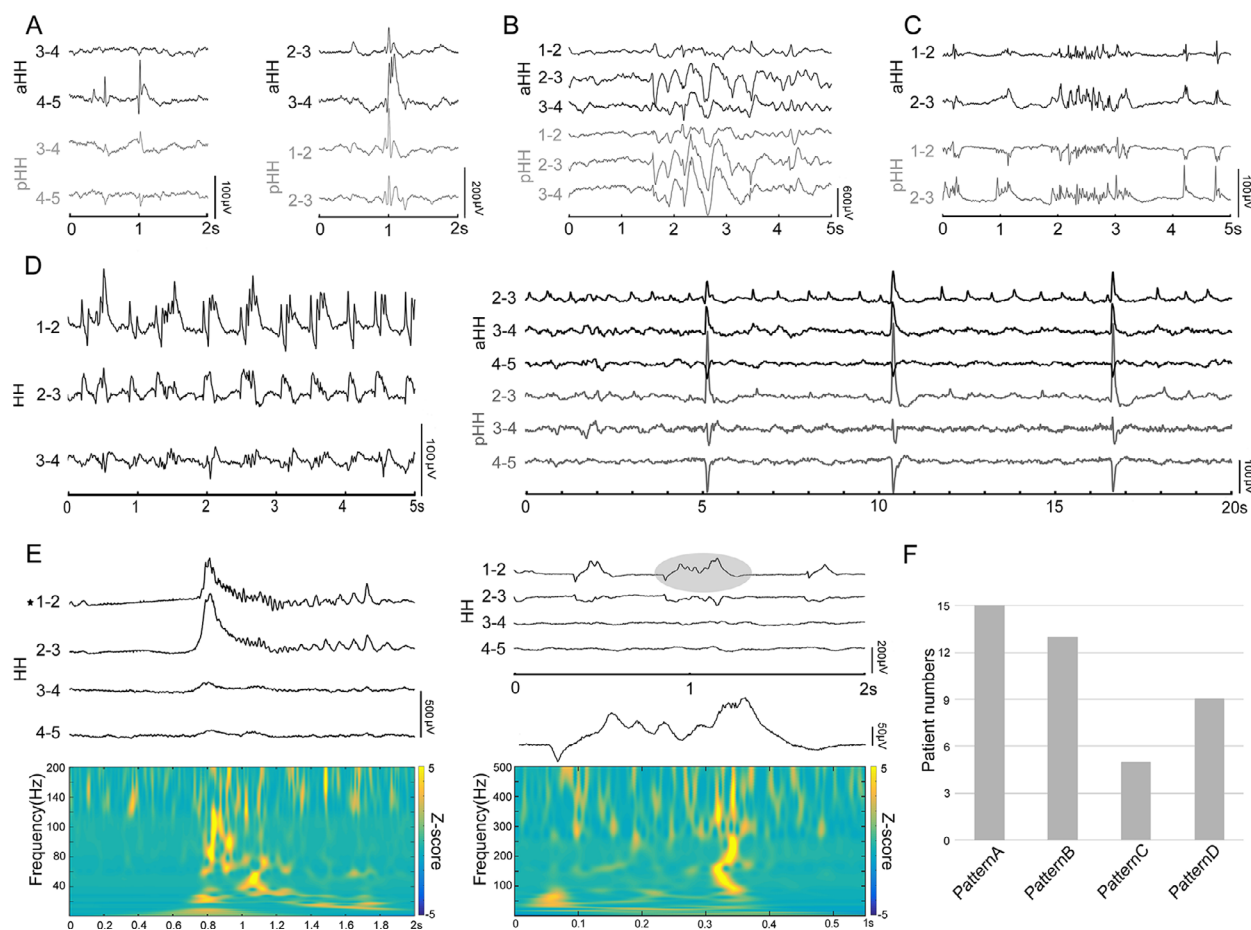 A
3-4
4-5
aHH
3-4
4-5
pHH
100μV
0 1 2s
2-3
3-4
aHH
1-2
2-3
pHH
200μV
0 1 2s
B
1-2
2-3
3-4
aHH
1-2
2-3
3-4
pHH
600μV
0 1 2 3 4 5s
C
1-2
2-3
aHH
1-2
2-3
pHH
100μV
0 1 2 3 4 5s
D
1-2
2-3
3-4
HH
100μV
0 1 2 3 4 5s
2-3
3-4
4-5
aHH
2-3
3-4
4-5
pHH
100μV
0 5 10 15 20s
E
★1-2
2-3
3-4
4-5
HH
500μV
Frequency(Hz)
200
140
100
80
40
0 0.2 0.4 0.6 0.8 1 1.2 1.4 1.6 1.8 2s
5
Z-score
-5
1-2
2-3
3-4
4-5
HH
200μV
0 1 2s
50μV
Frequency(Hz)
500
400
300
200
100
0 0.1 0.2 0.3 0.4 0.5 1s
5
Z-score
-5
F
Patient numbers
15
12
9
6
3
0
PatternA PatternB PatternC PatternD